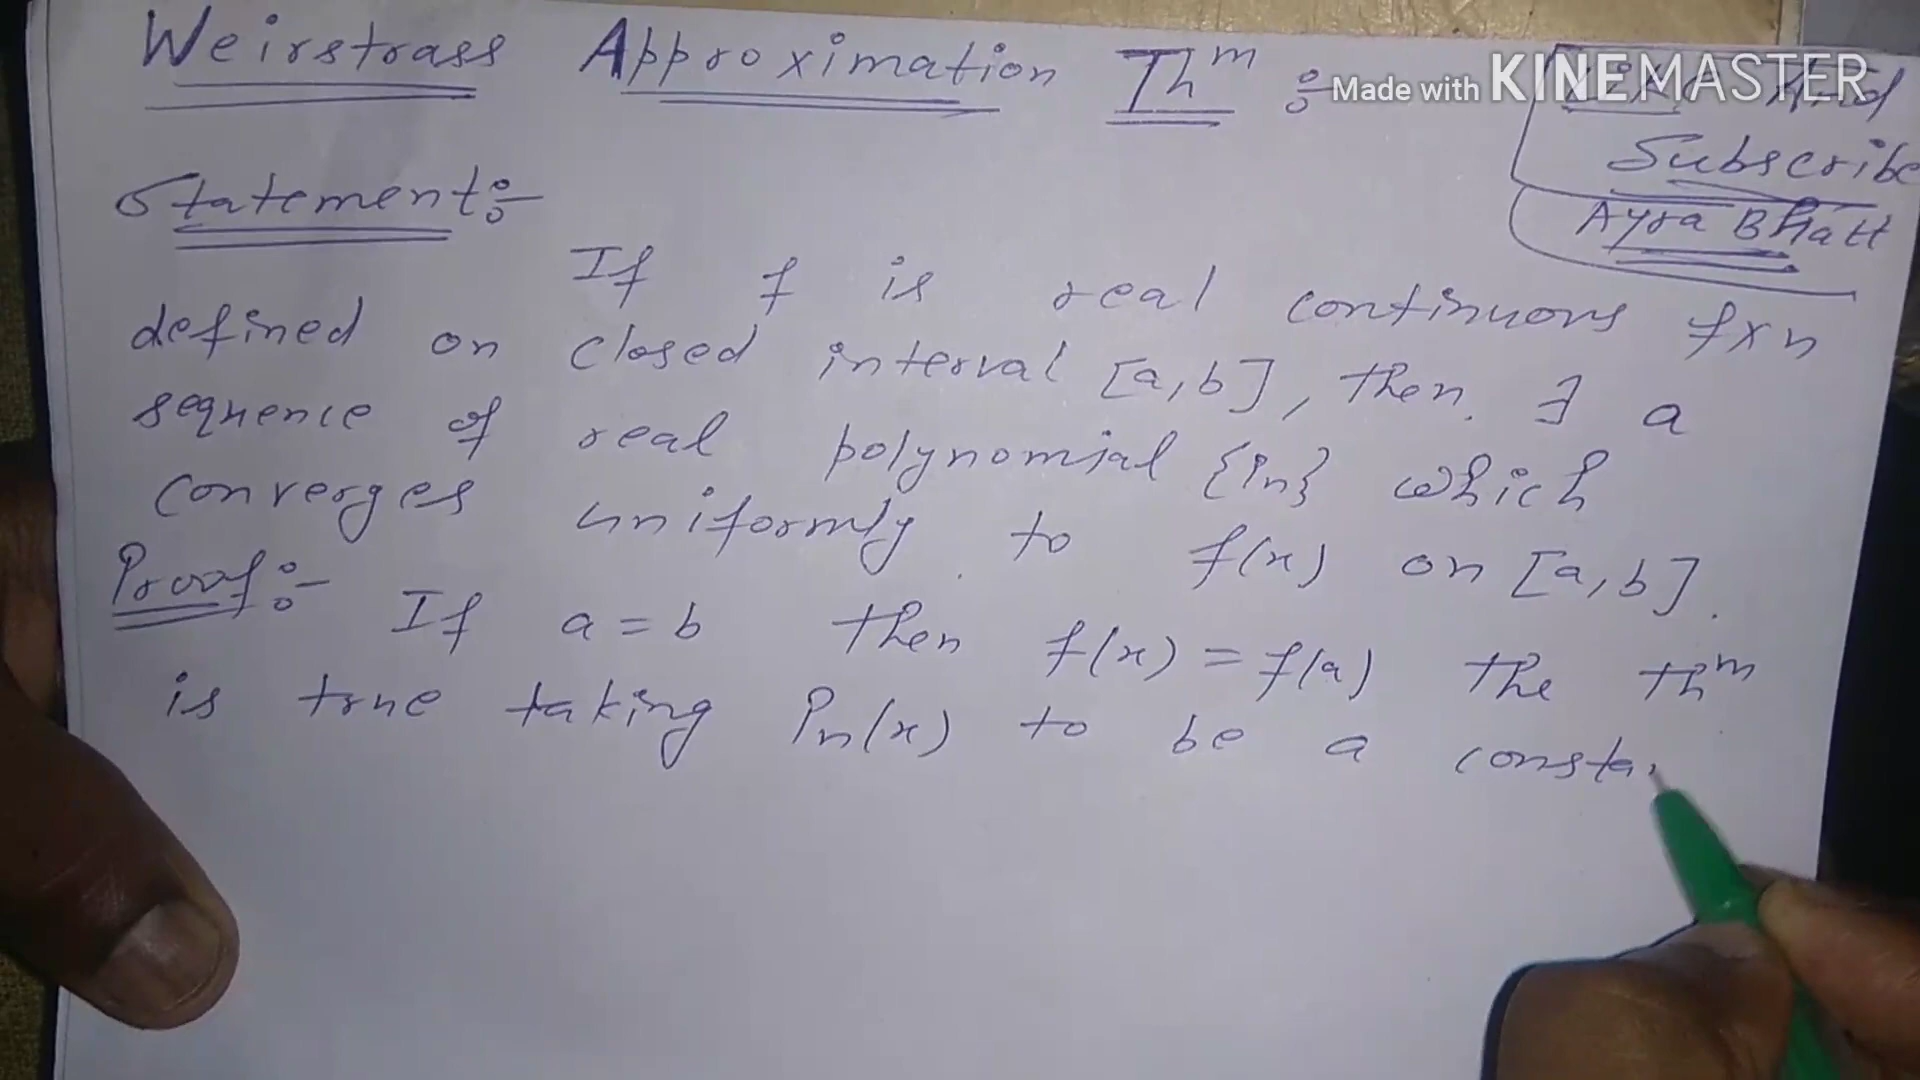 Weirstrass Approximation Thm :-
Made with KINEMASTER
Like And
Subscribe
Ayra Bhatt
Statement:-
If f is real continuous fxn
defined on closed interval [a,b], then ∃ a
sequence of real polynomial {Pn} which
converges uniformly to f(x) on [a,b].
Proof:- If a = b then f(x) = f(a) the thm
is true taking Pn(x) to be a consta